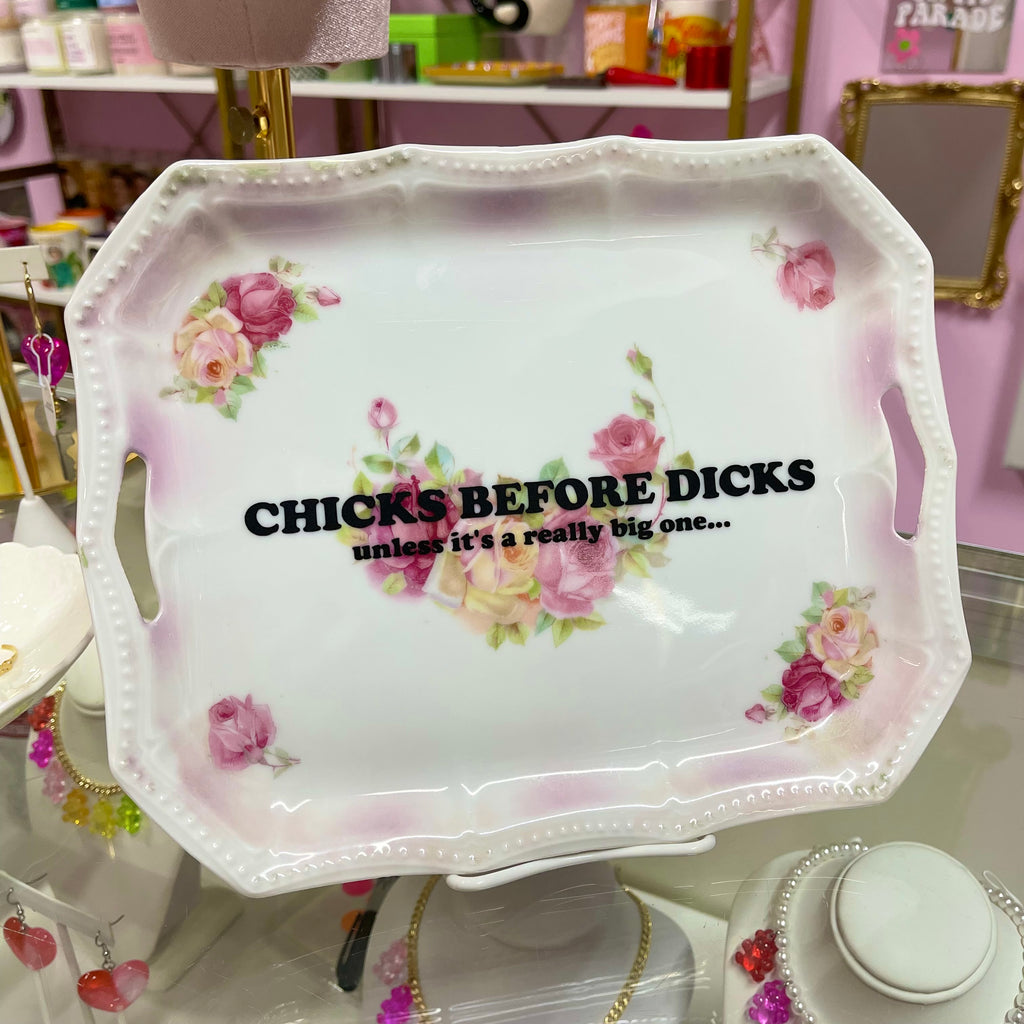 PARADE
CHICKS BEFORE DICKS
unless it's a really big one...